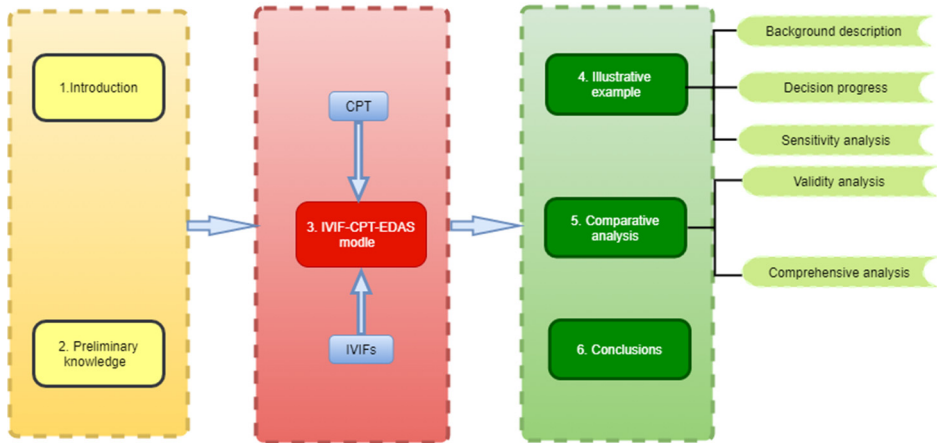 1.Introduction
2. Preliminary
knowledge
CPT
3. IVIF-CPT-EDAS
modle
IVIFs
4. Illustrative
example
Background description
Decision progress
Sensitivity analysis
5. Comparative
analysis
Validity analysis
Comprehensive analysis
6. Conclusions